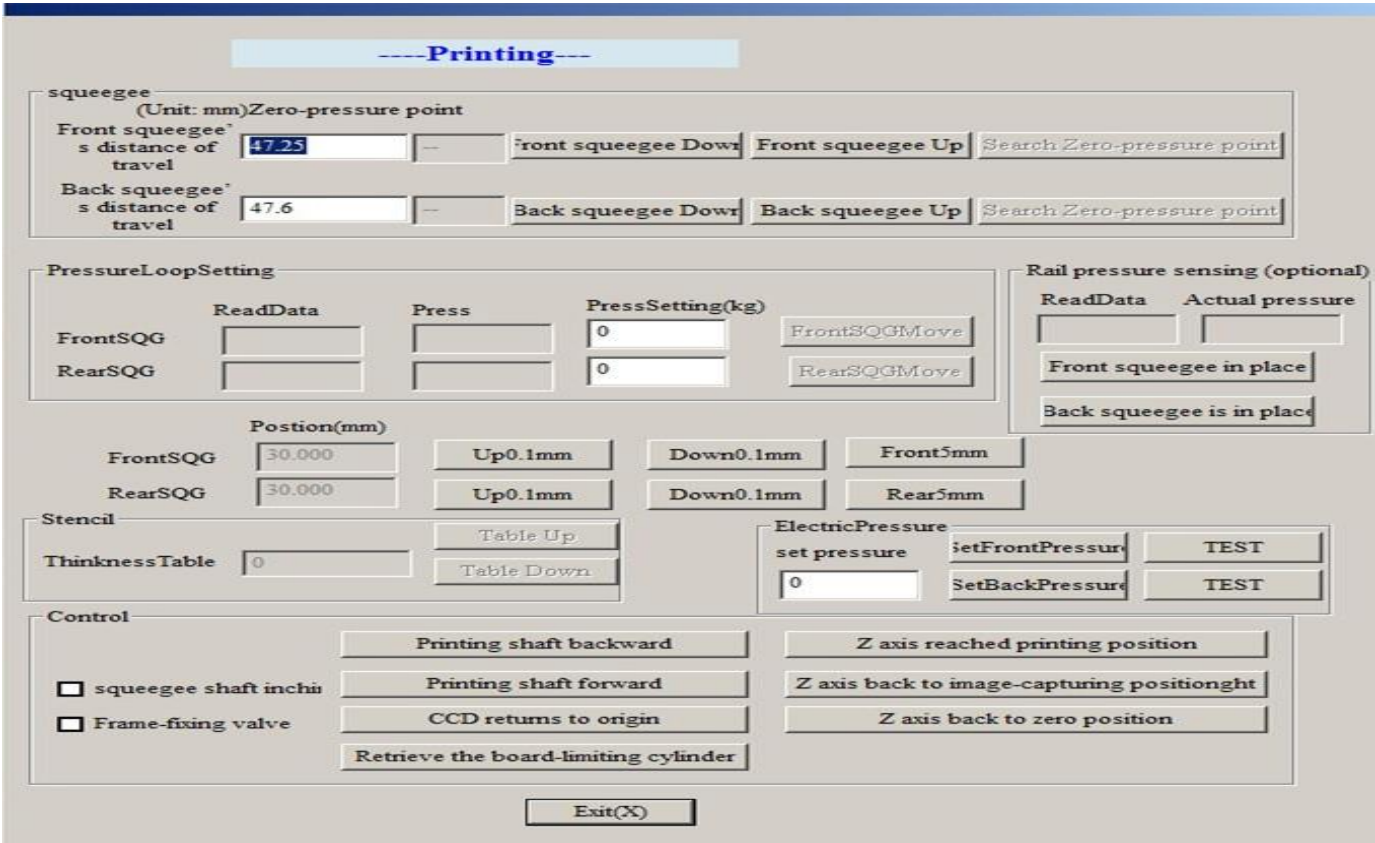 ----Printing---
squeegee
(Unit: mm)Zero-pressure point
Front squeegee'
s distance of
travel
47.25
--
Front squeegee Down
Front squeegee Up
Search Zero-pressure point
Back squeegee'
s distance of
travel
47.6
--
Back squeegee Down
Back squeegee Up
Search Zero-pressure point
PressureLoopSetting
ReadData
Press
PressSetting(kg)
FrontSQG
0
FrontSQGMove
RearSQG
0
RearSQGMove
Rail pressure sensing (optional)
ReadData
Actual pressure
Front squeegee in place
Back squeegee is in place
Postion(mm)
FrontSQG
30.000
Up0.1mm
Down0.1mm
Front5mm
RearSQG
30.000
Up0.1mm
Down0.1mm
Rear5mm
Stencil
ThinknessTable
0
Table Up
Table Down
ElectricPressure
set pressure
0
SetFrontPressure
TEST
SetBackPressure
TEST
Control
squeegee shaft inchin
Frame-fixing valve
Printing shaft backward
Printing shaft forward
CCD returns to origin
Retrieve the board-limiting cylinder
Z axis reached printing position
Z axis back to image-capturing positionght
Z axis back to zero position
Exit(X)